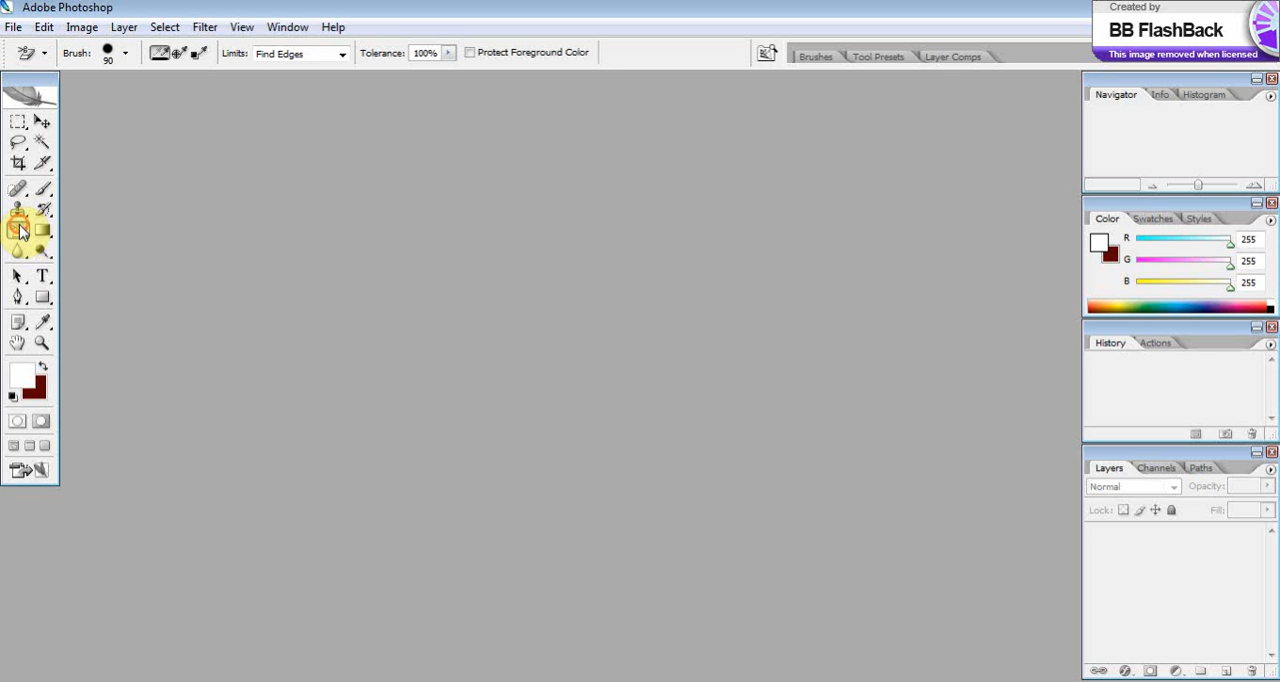 Adobe Photoshop
Created by
BB FlashBack
This image removed when licensed
File Edit Image Layer Select Filter View Window Help
Brush: 90 Limits: Find Edges Tolerance: 100% Protect Foreground Color Brushes Tool Presets Layer Comps
Navigator Info Histogram
Color Swatches Styles
R 255
G 255
B 255
History Actions
Layers Channels Paths
Normal Opacity:
Lock: Fill:
T